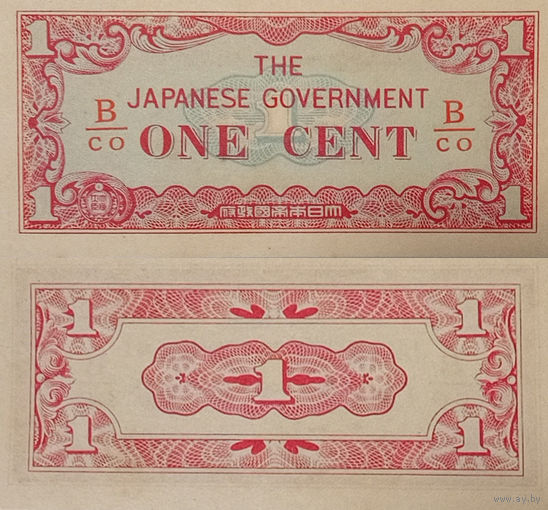 1 1
THE
JAPANESE GOVERNMENT
B B
CO ONE CENT CO
1 大日本帝國政府 1
1 1
1
1 1
www.ay.by